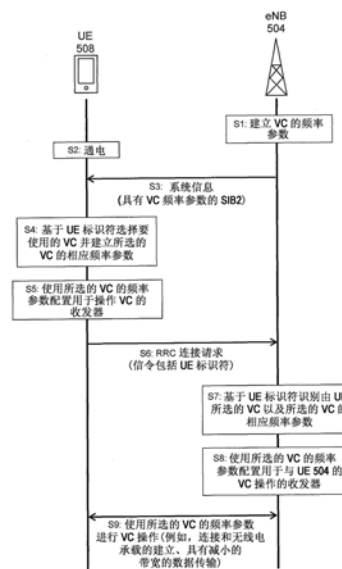 UE
508
eNB
504
S1: 建立 VC 的频率
参数
S2: 通电
S3: 系统信息
(具有 VC 频率参数的 SIB2)
S4: 基于 UE 标识符选择要
使用的 VC 并建立所选的
VC 的相应频率参数
S5: 使用所选的 VC 的频率
参数配置用于操作 VC 的
收发器
S6: RRC 连接请求
(信令包括 UE 标识符)
S7: 基于 UE 标识符识别由 UE
所选的 VC 以及所选的 VC 的
相应频率参数
S8: 使用所选的 VC 的频率
参数配置用于与 UE 504 的
VC 操作的收发器
S9: 使用所选的 VC 的频率参数
进行 VC 操作(例如, 连接和无线电
承载的建立、具有减小的
带宽的数据传输)